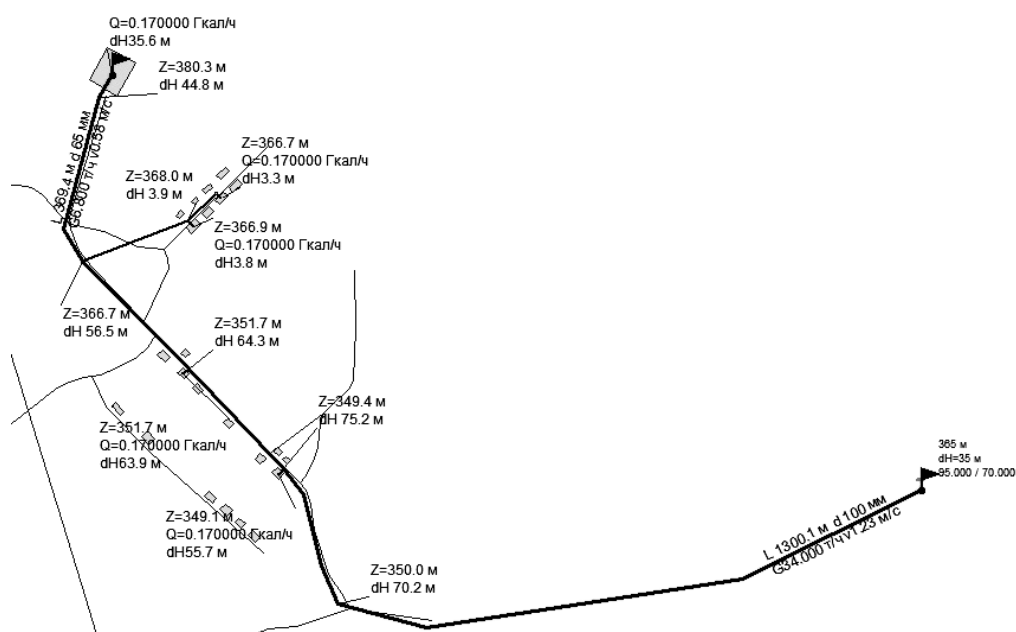 Q=0.170000 Гкал/ч
dH35.6 м
Z=380.3 м
dH 44.8 м
L 369.4 м d 65 мм
G6.800 т/ч v0.58 м/с
Z=366.7 м
Q=0.170000 Гкал/ч
dH3.3 м
Z=368.0 м
dH 3.9 м
Z=366.9 м
Q=0.170000 Гкал/ч
dH3.8 м
Z=366.7 м
dH 56.5 м
Z=351.7 м
dH 64.3 м
Z=349.4 м
dH 75.2 м
Z=351.7 м
Q=0.170000 Гкал/ч
dH63.9 м
365 м
dH=35 м
95.000 / 70.000
L 1300.1 м d 100 мм
G34.000 т/ч v1.23 м/с
Z=349.1 м
Q=0.170000 Гкал/ч
dH55.7 м
Z=350.0 м
dH 70.2 м